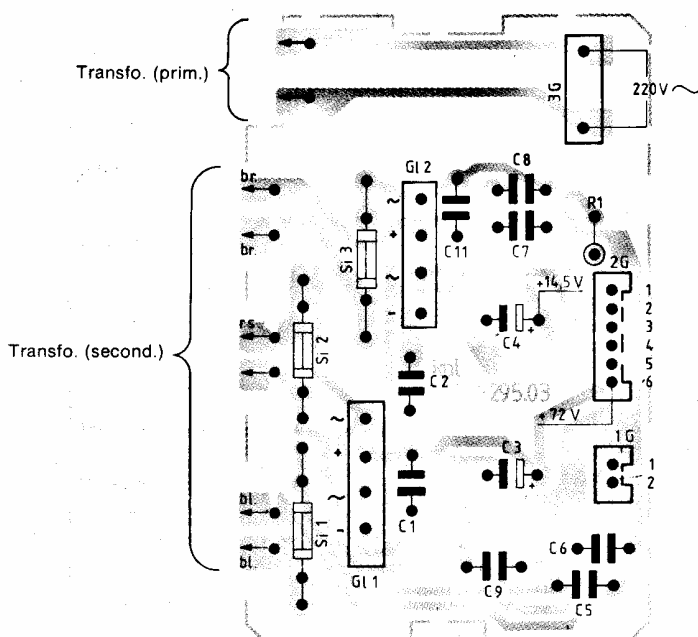 Transfo. (prim.)
3G
220V~
br.
Gl 2
C8
~
+
~
-
C11
C7
R1
br.
Si 3
2G
+14,5V
1
2
3
4
5
6
rs.
Transfo. (second.)
Si 2
C4
+
C2
295.03
+72V
~
+
~
-
C3
+
1G
1
2
bl.
Si 1
C1
bl.
Gl 1
C9
C6
C5